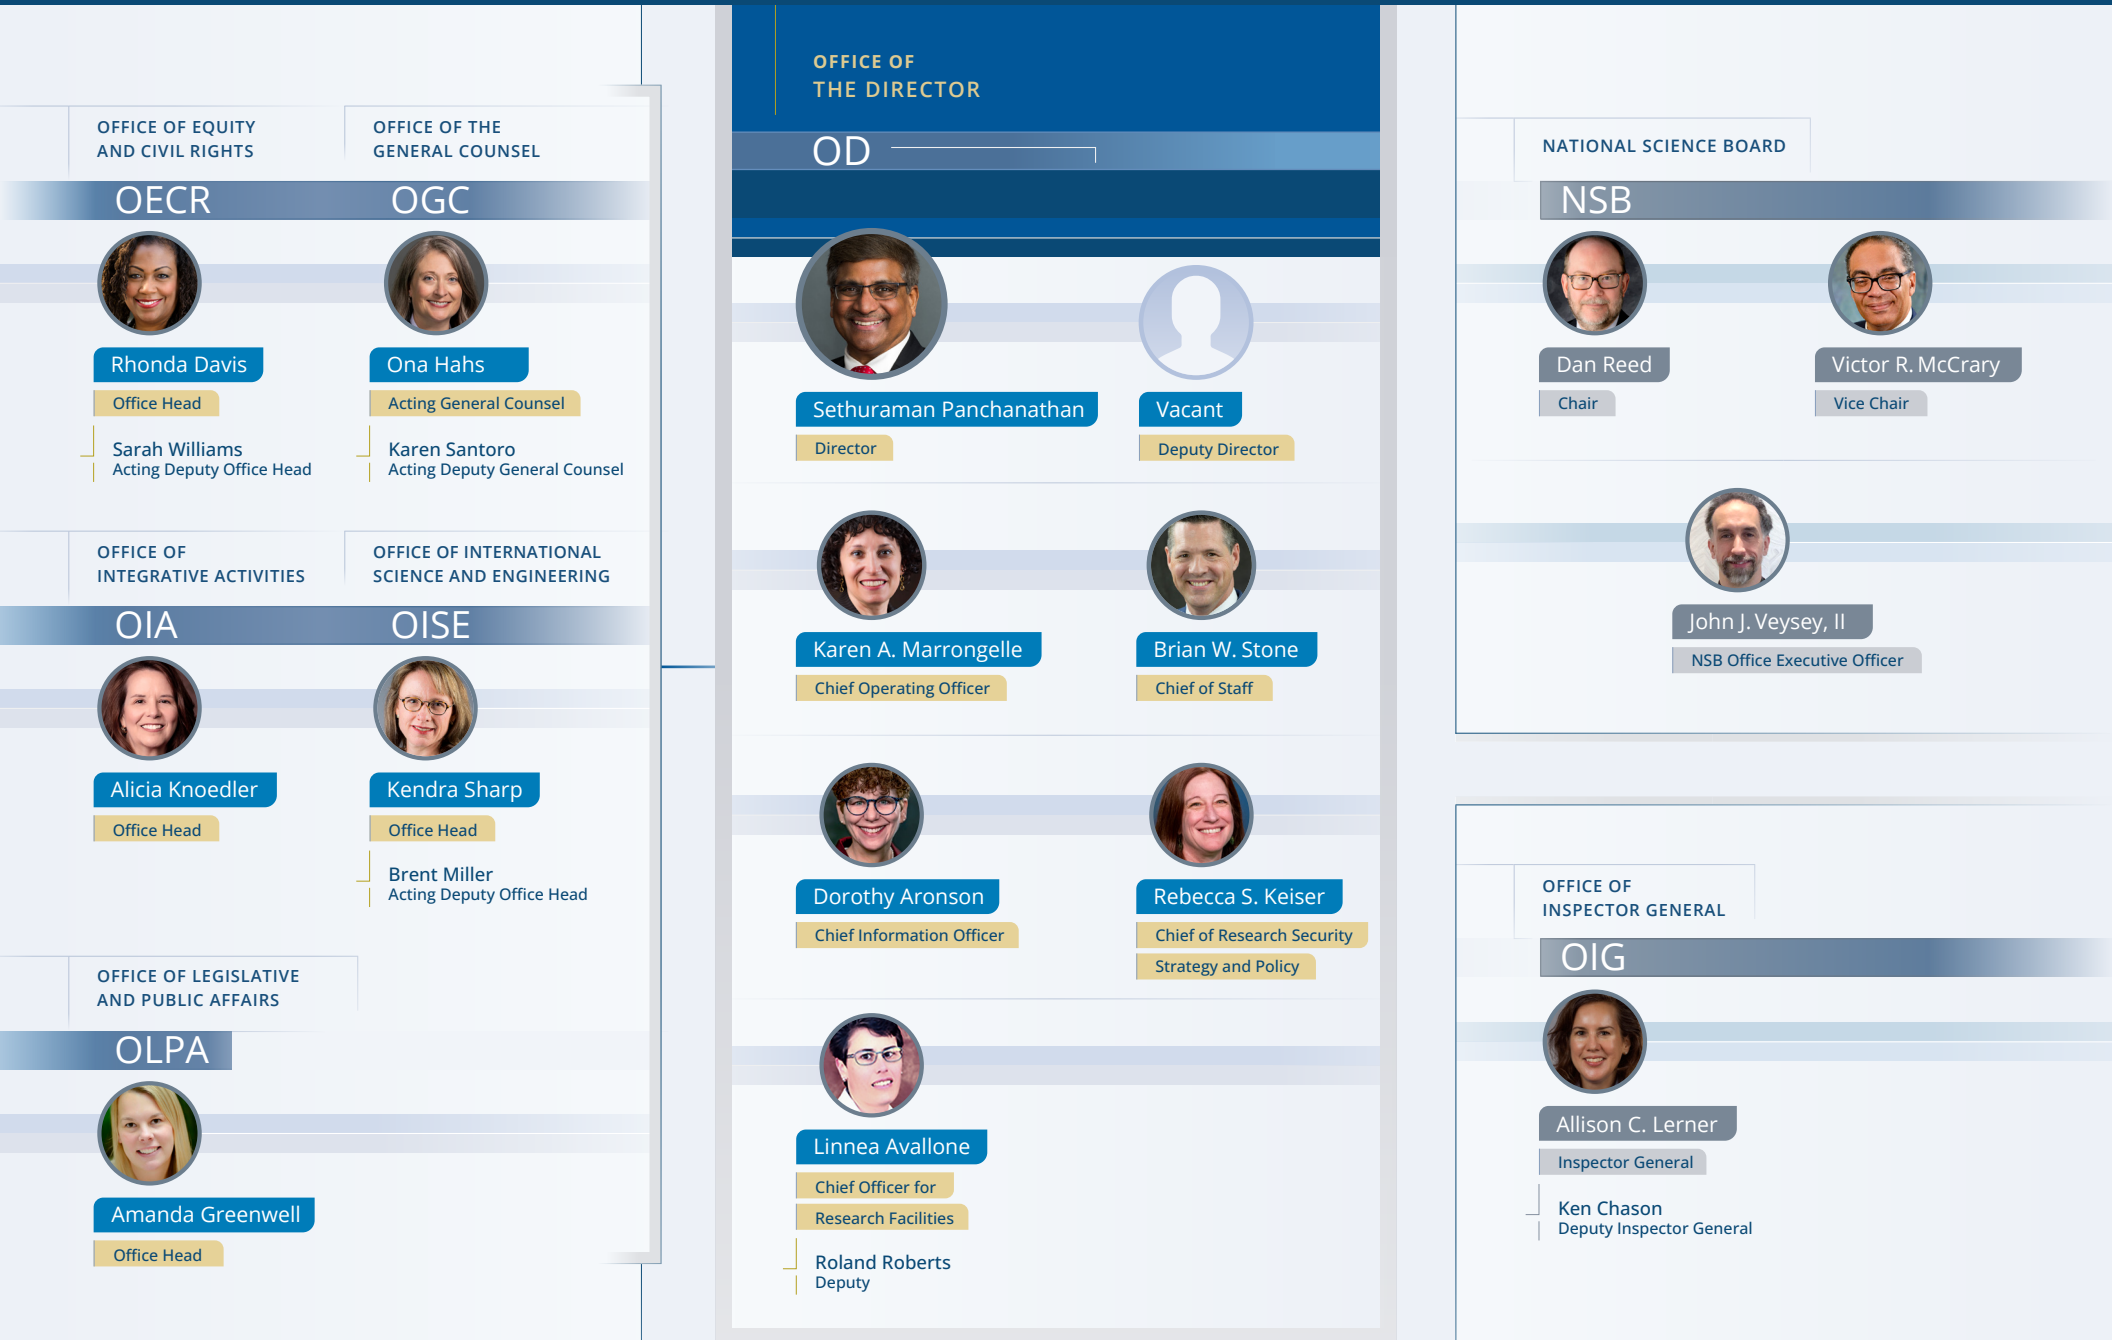 OFFICE OF EQUITY
AND CIVIL RIGHTS
OECR
Rhonda Davis
Office Head
Sarah Williams
Acting Deputy Office Head
OFFICE OF THE
GENERAL COUNSEL
OGC
Ona Hahs
Acting General Counsel
Karen Santoro
Acting Deputy General Counsel
OFFICE OF
INTEGRATIVE ACTIVITIES
OIA
Alicia Knoedler
Office Head
OFFICE OF INTERNATIONAL
SCIENCE AND ENGINEERING
OISE
Kendra Sharp
Office Head
Brent Miller
Acting Deputy Office Head
OFFICE OF LEGISLATIVE
AND PUBLIC AFFAIRS
OLPA
Amanda Greenwell
Office Head
OFFICE OF
THE DIRECTOR
OD
Sethuraman Panchanathan
Director
Vacant
Deputy Director
Karen A. Marrongelle
Chief Operating Officer
Brian W. Stone
Chief of Staff
Dorothy Aronson
Chief Information Officer
Rebecca S. Keiser
Chief of Research Security
Strategy and Policy
Linnea Avallone
Chief Officer for
Research Facilities
Roland Roberts
Deputy
NATIONAL SCIENCE BOARD
NSB
Dan Reed
Chair
Victor R. McCrary
Vice Chair
John J. Veysey, II
NSB Office Executive Officer
OFFICE OF
INSPECTOR GENERAL
OIG
Allison C. Lerner
Inspector General
Ken Chason
Deputy Inspector General